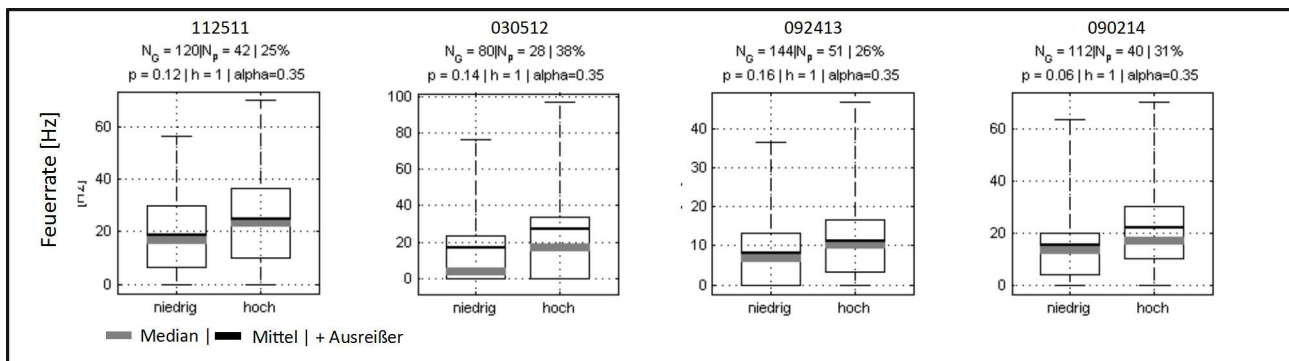 112511
N_G = 120|N_p = 42 | 25%
p = 0.12 | h = 1 | alpha=0.35
030512
N_G = 80|N_p = 28 | 38%
p = 0.14 | h = 1 | alpha=0.35
092413
N_G = 144|N_p = 51 | 26%
p = 0.16 | h = 1 | alpha=0.35
090214
N_G = 112|N_p = 40 | 31%
p = 0.06 | h = 1 | alpha=0.35
Feuerrate [Hz]
60
40
20
0
niedrig hoch
100
80
60
40
20
0
niedrig hoch
40
30
20
10
0
niedrig hoch
60
40
20
0
niedrig hoch
Median | Mittel | + Ausreißer